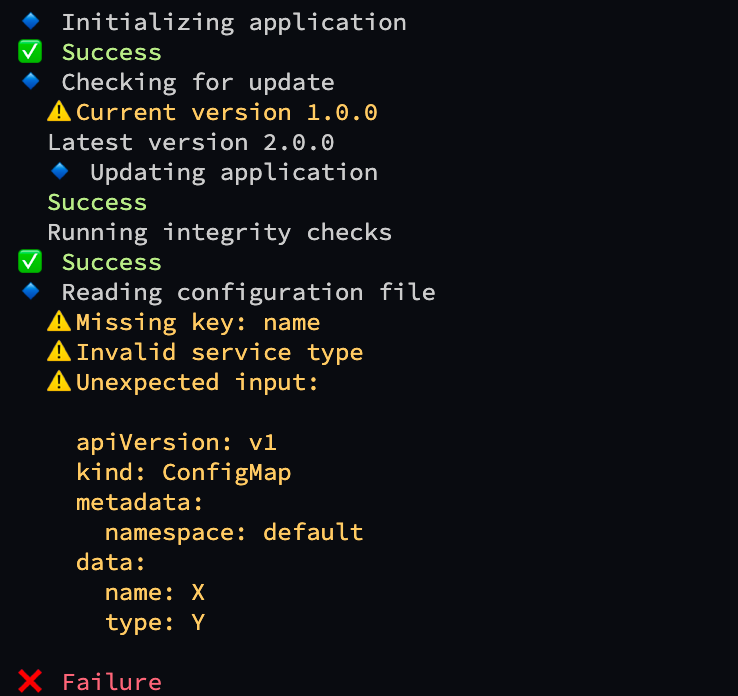 🔹 Initializing application
✅ Success
🔹 Checking for update
⚠️Current version 1.0.0
Latest version 2.0.0
🔹 Updating application
Success
Running integrity checks
✅ Success
🔹 Reading configuration file
⚠️Missing key: name
⚠️Invalid service type
⚠️Unexpected input:
apiVersion: v1
kind: ConfigMap
metadata:
namespace: default
data:
name: X
type: Y
❌ Failure